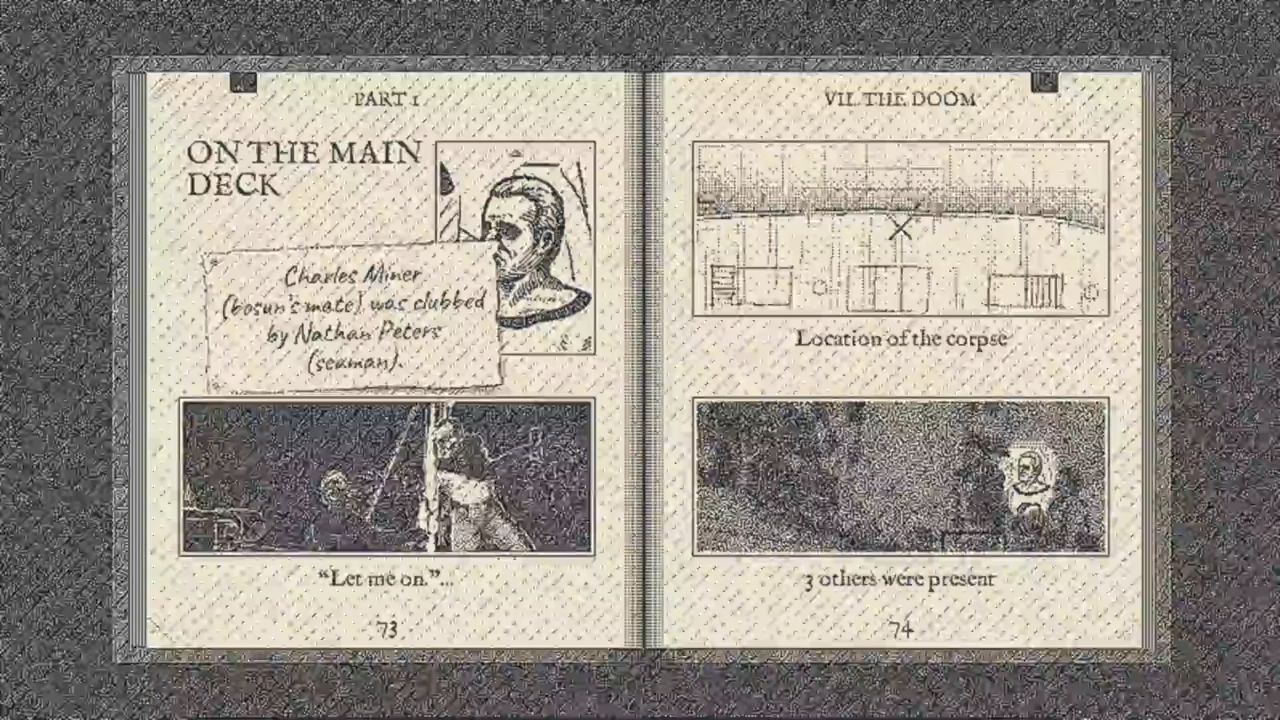 PART 1
ON THE MAIN
DECK
Charles Miner
(bosun's mate) was clubbed
by Nathan Peters
(seaman).
"Let me on."...
73
VII. THE DOOM
Location of the corpse
3 others were present
74